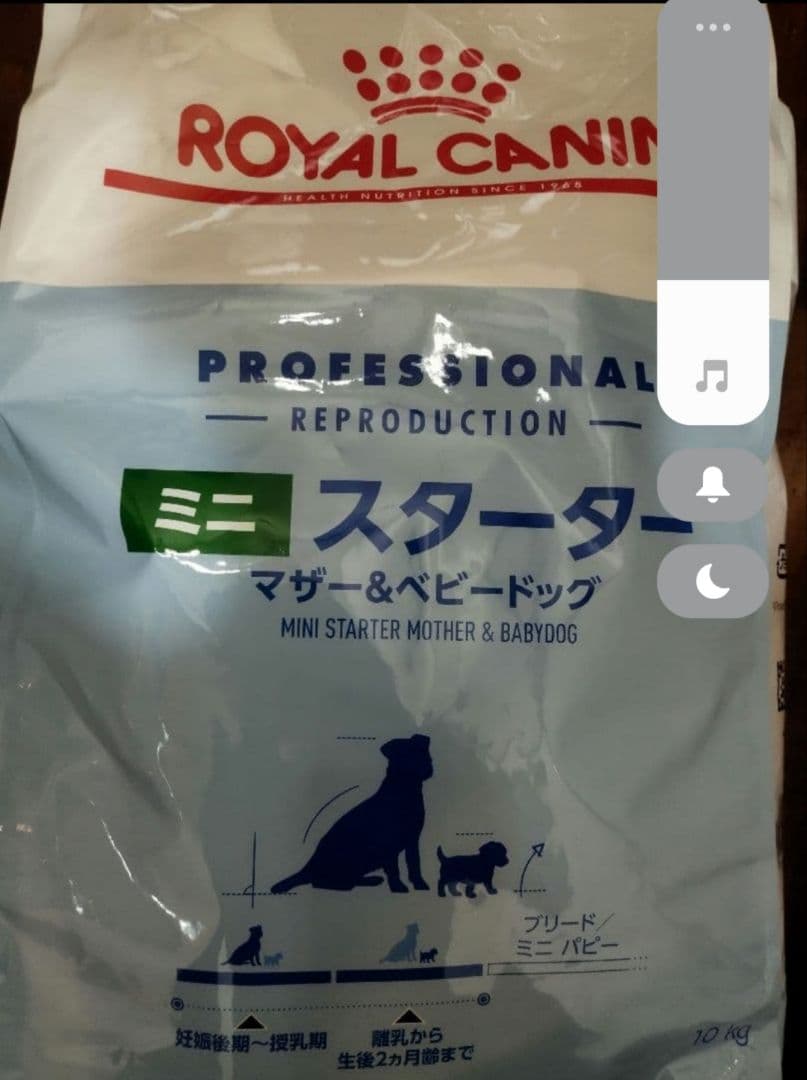 ROYAL CANIN
HEALTH NUTRITION SINCE 1968
PROFESSIONAL
REPRODUCTION
ミニ スターター
マザー&ベビードッグ
MINI STARTER MOTHER & BABYDOG
ブリード/
ミニ パピー
妊娠後期~授乳期
離乳から
生後2ヵ月齢まで
10 kg